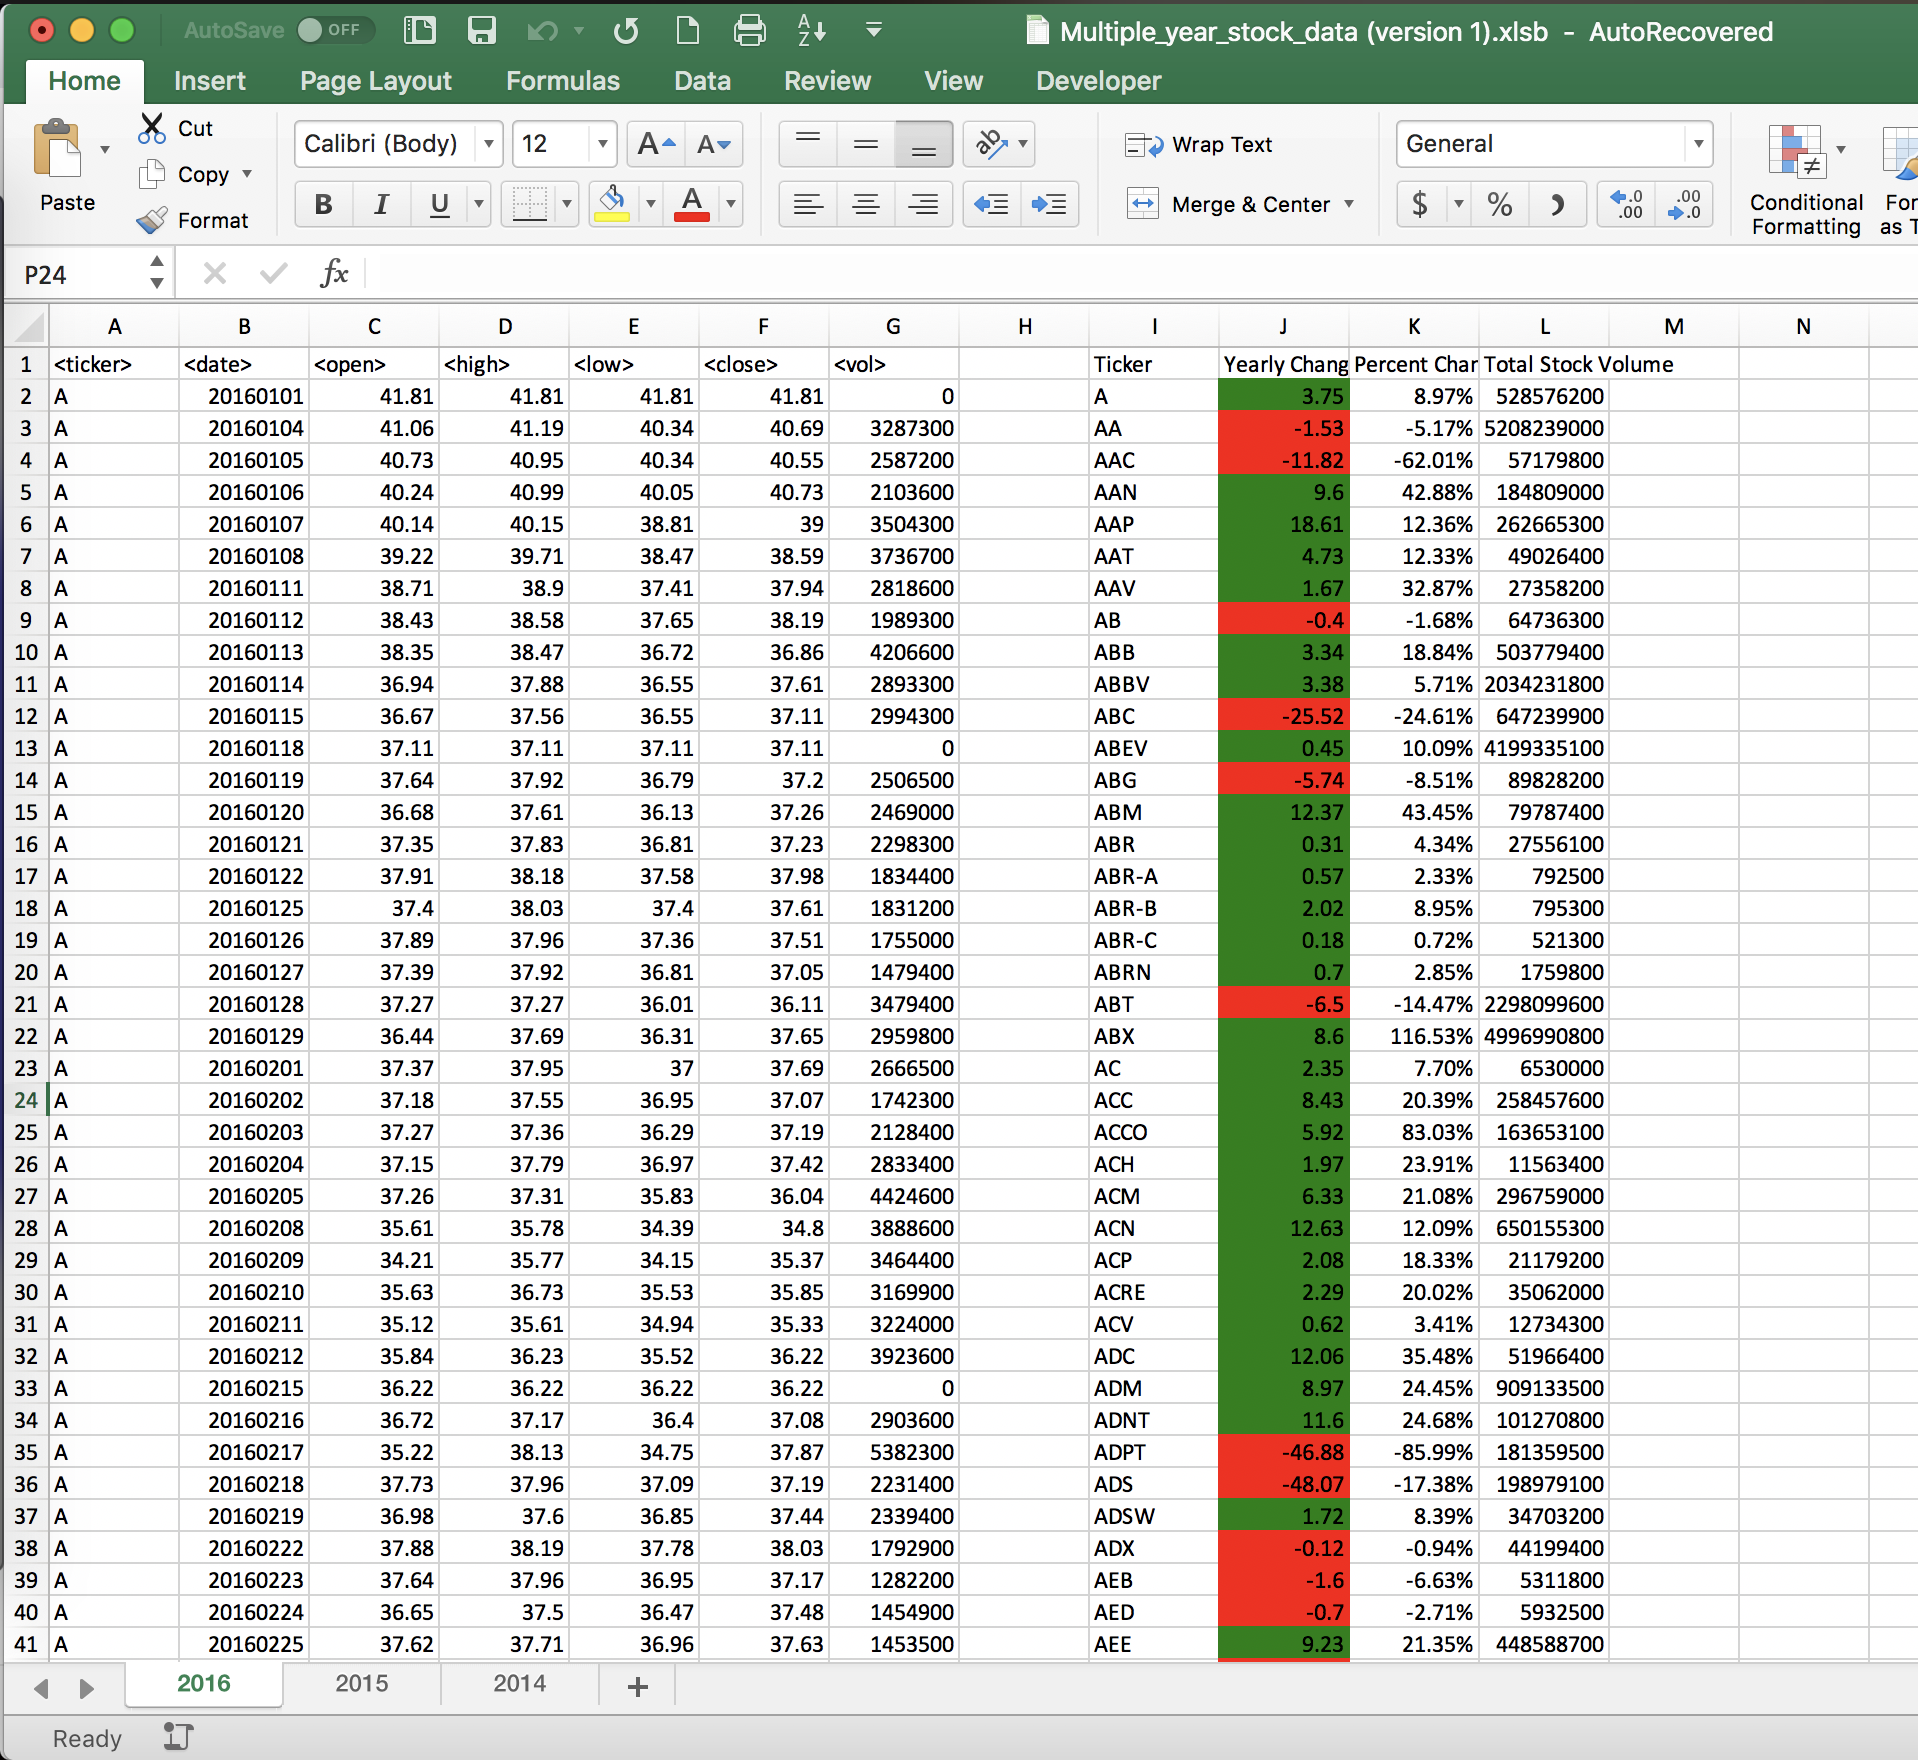 AutoSave OFF Multiple_year_stock_data (version 1).xlsb - AutoRecovered
Home Insert Page Layout Formulas Data Review View Developer
Paste Cut Copy Format Calibri (Body) 12 Wrap Text Merge & Center General Conditional Formatting For as T
P24 fx
A B C D E F G H I J K L M N
1 <ticker> <date> <open> <high> <low> <close> <vol> Ticker Yearly Chang Percent Char Total Stock Volume
2 A 20160101 41.81 41.81 41.81 41.81 0 A 3.75 8.97% 528576200
3 A 20160104 41.06 41.19 40.34 40.69 3287300 AA -1.53 -5.17% 5208239000
4 A 20160105 40.73 40.95 40.34 40.55 2587200 AAC -11.82 -62.01% 57179800
5 A 20160106 40.24 40.99 40.05 40.73 2103600 AAN 9.6 42.88% 184809000
6 A 20160107 40.14 40.15 38.81 39 3504300 AAP 18.61 12.36% 262665300
7 A 20160108 39.22 39.71 38.47 38.59 3736700 AAT 4.73 12.33% 49026400
8 A 20160111 38.71 38.9 37.41 37.94 2818600 AAV 1.67 32.87% 27358200
9 A 20160112 38.43 38.58 37.65 38.19 1989300 AB -0.4 -1.68% 64736300
10 A 20160113 38.35 38.47 36.72 36.86 4206600 ABB 3.34 18.84% 503779400
11 A 20160114 36.94 37.88 36.55 37.61 2893300 ABBV 3.38 5.71% 2034231800
12 A 20160115 36.67 37.56 36.55 37.11 2994300 ABC -25.52 -24.61% 647239900
13 A 20160118 37.11 37.11 37.11 37.11 0 ABEV 0.45 10.09% 4199335100
14 A 20160119 37.64 37.92 36.79 37.2 2506500 ABG -5.74 -8.51% 89828200
15 A 20160120 36.68 37.61 36.13 37.26 2469000 ABM 12.37 43.45% 79787400
16 A 20160121 37.35 37.83 36.81 37.23 2298300 ABR 0.31 4.34% 27556100
17 A 20160122 37.91 38.18 37.58 37.98 1834400 ABR-A 0.57 2.33% 792500
18 A 20160125 37.4 38.03 37.4 37.61 1831200 ABR-B 2.02 8.95% 795300
19 A 20160126 37.89 37.96 37.36 37.51 1755000 ABR-C 0.18 0.72% 521300
20 A 20160127 37.39 37.92 36.81 37.05 1479400 ABRN 0.7 2.85% 1759800
21 A 20160128 37.27 37.27 36.01 36.11 3479400 ABT -6.5 -14.47% 2298099600
22 A 20160129 36.44 37.69 36.31 37.65 2959800 ABX 8.6 116.53% 4996990800
23 A 20160201 37.37 37.95 37 37.69 2666500 AC 2.35 7.70% 6530000
24 A 20160202 37.18 37.55 36.95 37.07 1742300 ACC 8.43 20.39% 258457600
25 A 20160203 37.27 37.36 36.29 37.19 2128400 ACCO 5.92 83.03% 163653100
26 A 20160204 37.15 37.79 36.97 37.42 2833400 ACH 1.97 23.91% 11563400
27 A 20160205 37.26 37.31 35.83 36.04 4424600 ACM 6.33 21.08% 296759000
28 A 20160208 35.61 35.78 34.39 34.8 3888600 ACN 12.63 12.09% 650155300
29 A 20160209 34.21 35.77 34.15 35.37 3464400 ACP 2.08 18.33% 21179200
30 A 20160210 35.63 36.73 35.53 35.85 3169900 ACRE 2.29 20.02% 35062000
31 A 20160211 35.12 35.61 34.94 35.33 3224000 ACV 0.62 3.41% 12734300
32 A 20160212 35.84 36.23 35.52 36.22 3923600 ADC 12.06 35.48% 51966400
33 A 20160215 36.22 36.22 36.22 36.22 0 ADM 8.97 24.45% 909133500
34 A 20160216 36.72 37.17 36.4 37.08 2903600 ADNT 11.6 24.68% 101270800
35 A 20160217 35.22 38.13 34.75 37.87 5382300 ADPT -46.88 -85.99% 181359500
36 A 20160218 37.73 37.96 37.09 37.19 2231400 ADS -48.07 -17.38% 198979100
37 A 20160219 36.98 37.6 36.85 37.44 2339400 ADSW 1.72 8.39% 34703200
38 A 20160222 37.88 38.19 37.78 38.03 1792900 ADX -0.12 -0.94% 44199400
39 A 20160223 37.64 37.96 36.95 37.17 1282200 AEB -1.6 -6.63% 5311800
40 A 20160224 36.65 37.5 36.47 37.48 1454900 AED -0.7 -2.71% 5932500
41 A 20160225 37.62 37.71 36.96 37.63 1453500 AEE 9.23 21.35% 448588700
2016 2015 2014 +
Ready